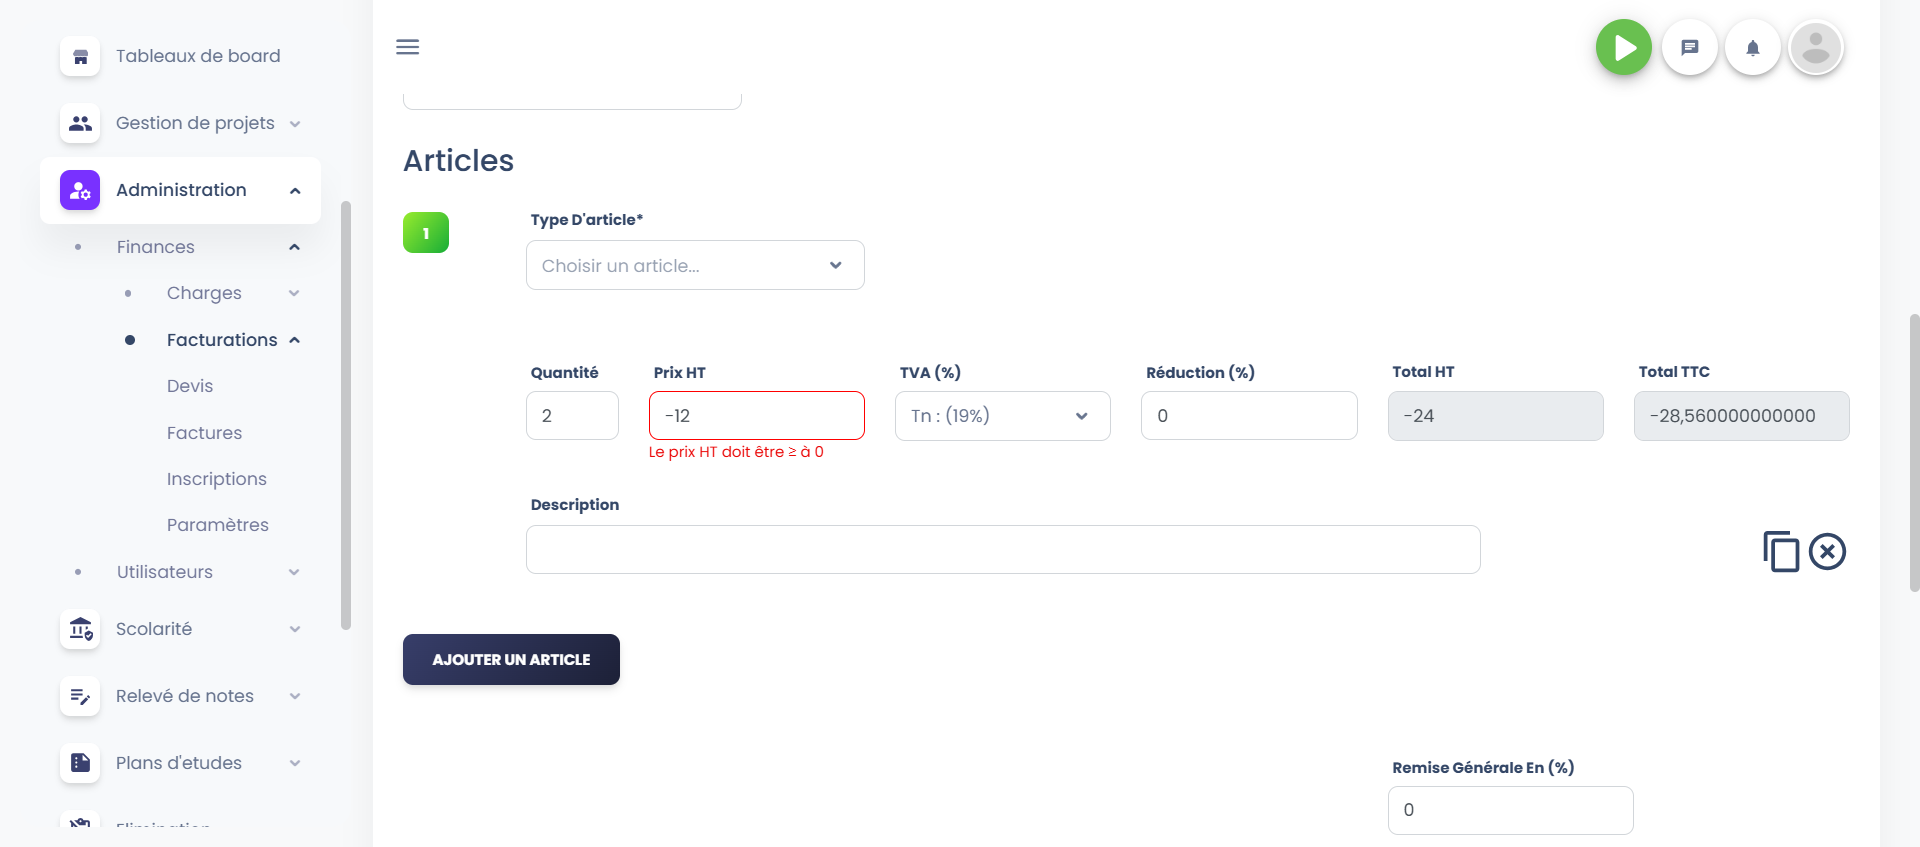 Tableaux de board
Gestion de projets
Administration
Finances
Charges
Facturations
Devis
Factures
Inscriptions
Paramètres
Utilisateurs
Scolarité
Relevé de notes
Plans d'etudes
Elimination
Articles
1
Type D'article*
Choisir un article...
Quantité
2
Prix HT
-12
Le prix HT doit être ≥ à 0
TVA (%)
Tn : (19%)
Réduction (%)
0
Total HT
-24
Total TTC
-28,560000000000
Description
AJOUTER UN ARTICLE
Remise Générale En (%)
0